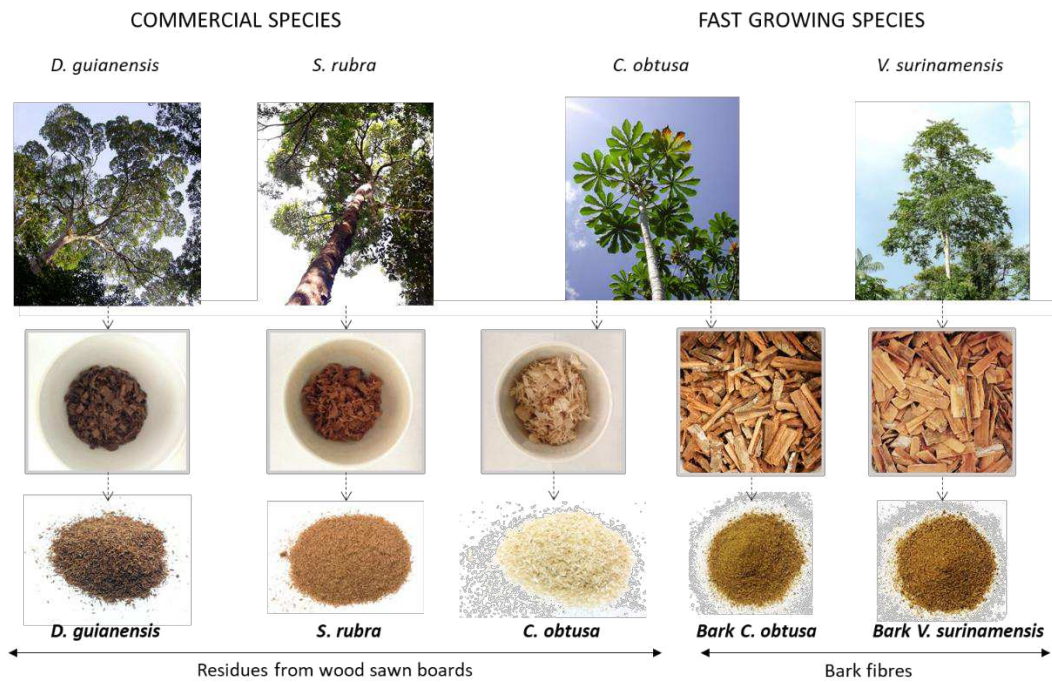 COMMERCIAL SPECIES
FAST GROWING SPECIES
D. guianensis
S. rubra
C. obtusa
V. surinamensis
D. guianensis
S. rubra
C. obtusa
Bark C. obtusa
Bark V. surinamensis
Residues from wood sawn boards
Bark fibres